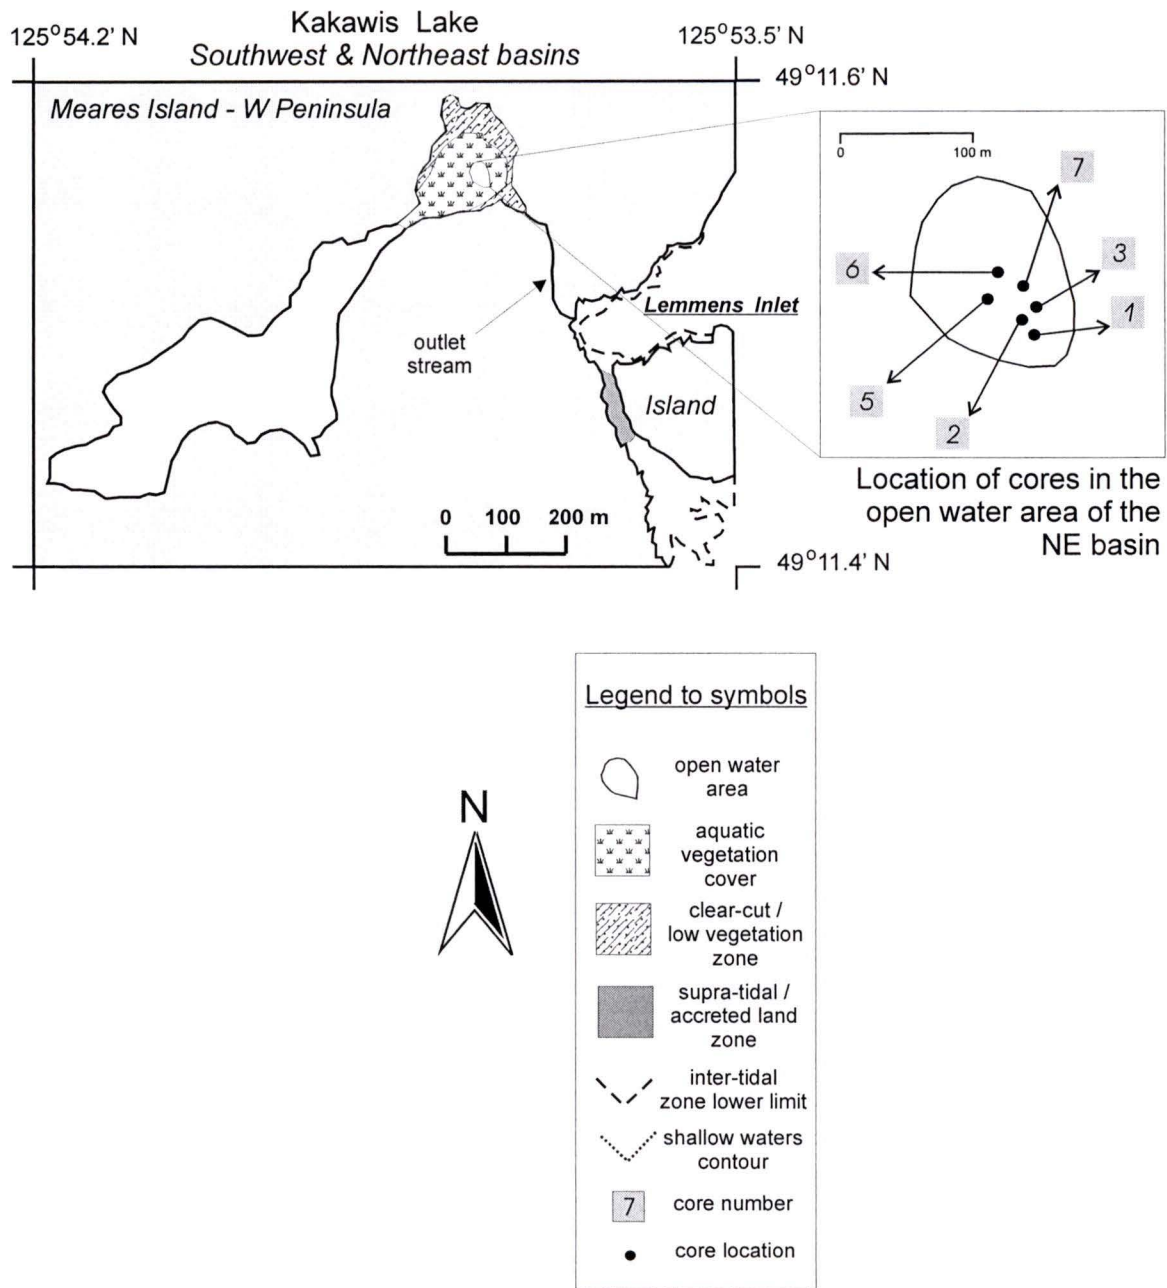 Kakawis Lake
Southwest & Northeast basins
125°54.2' N
125°53.5' N
49°11.6' N
Meares Island - W Peninsula
outlet
stream
Lemmens Inlet
Island
0 100 200 m
49°11.4' N
0 100 m
7
6
3
1
5
2
Location of cores in the
open water area of the
NE basin
N
Legend to symbols
open water
area
aquatic
vegetation
cover
clear-cut /
low vegetation
zone
supra-tidal /
accreted land
zone
inter-tidal
zone lower limit
shallow waters
contour
7 core number
core location